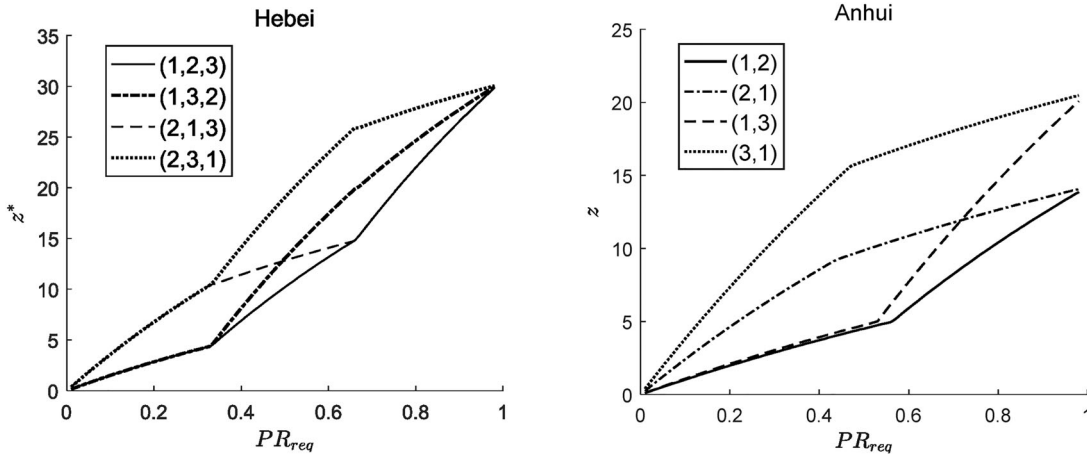 Hebei
35
30
25
20
15
10
5
0
z*
(1,2,3)
(1,3,2)
(2,1,3)
(2,3,1)
0 0.2 0.4 0.6 0.8 1
PR_req
Anhui
25
20
15
10
5
0
z
(1,2)
(2,1)
(1,3)
(3,1)
0 0.2 0.4 0.6 0.8 1
PR_req